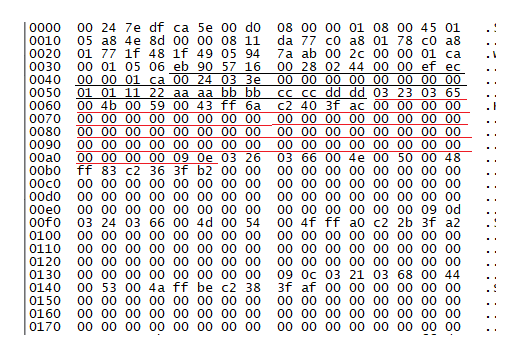 0000 00 24 7e df ca 5e 00 d0 08 00 00 01 08 00 45 01
0010 05 a8 4e 8d 00 00 08 11 da 77 c0 a8 01 78 c0 a8
0020 01 77 1f 48 1f 49 05 94 7a ab 00 2c 00 00 01 ca
0030 00 01 05 06 eb 90 57 16 00 28 02 44 00 00 ef ec
0040 00 00 01 ca 00 24 03 3e 00 00 00 00 00 00 00 00
0050 01 01 11 22 aa aa bb bb cc cc dd dd 03 23 03 65
0060 00 4b 00 59 00 43 ff 6a c2 40 3f ac 00 00 00 00
0070 00 00 00 00 00 00 00 00 00 00 00 00 00 00 00 00
0080 00 00 00 00 00 00 00 00 00 00 00 00 00 00 00 00
0090 00 00 00 00 00 00 00 00 00 00 00 00 00 00 00 00
00a0 00 00 00 00 09 0e 03 26 03 66 00 4e 00 50 00 48
00b0 ff 83 c2 36 3f b2 00 00 00 00 00 00 00 00 00 00
00c0 00 00 00 00 00 00 00 00 00 00 00 00 00 00 00 00
00d0 00 00 00 00 00 00 00 00 00 00 00 00 00 00 00 00
00e0 00 00 00 00 00 00 00 00 00 00 00 00 00 00 09 0d
00f0 03 24 03 66 00 4d 00 54 00 4f ff a0 c2 2b 3f a2
0100 00 00 00 00 00 00 00 00 00 00 00 00 00 00 00 00
0110 00 00 00 00 00 00 00 00 00 00 00 00 00 00 00 00
0120 00 00 00 00 00 00 00 00 00 00 00 00 00 00 00 00
0130 00 00 00 00 00 00 00 00 09 0c 03 21 03 68 00 44
0140 00 53 00 4a ff be c2 38 3f af 00 00 00 00 00 00
0150 00 00 00 00 00 00 00 00 00 00 00 00 00 00 00 00
0160 00 00 00 00 00 00 00 00 00 00 00 00 00 00 00 00
0170 00 00 00 00 00 00 00 00 00 00 00 00 00 00 00 00